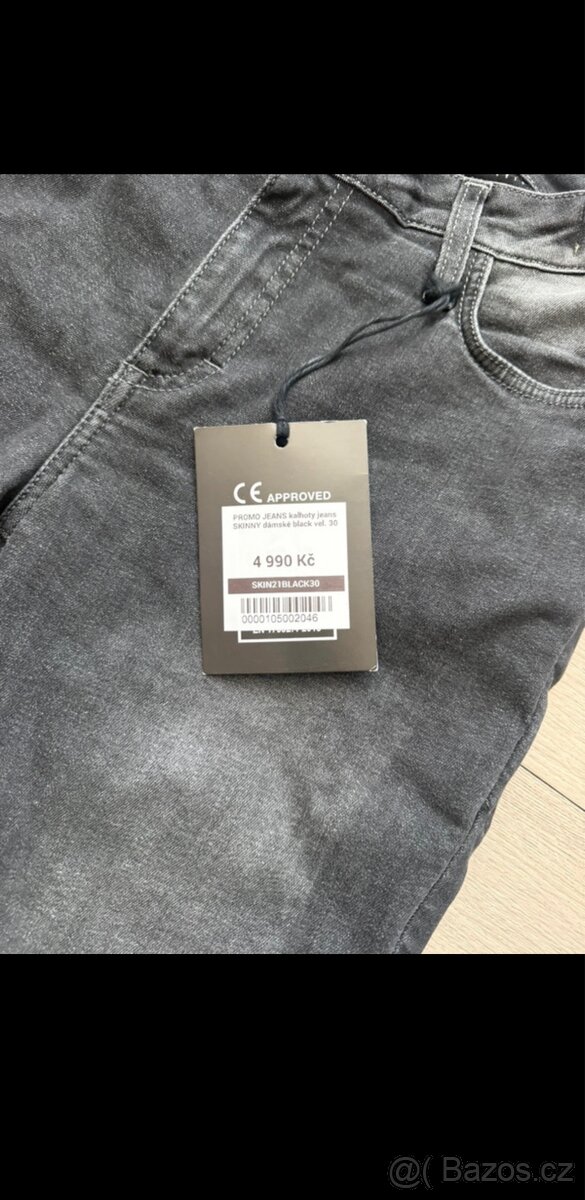 CE APPROVED
PROMO JEANS kalhoty jeans
SKINNY dámské black vel. 30
4 990 Kč
SKIN21BLACK30
0000105002046
@( Bazos.cz